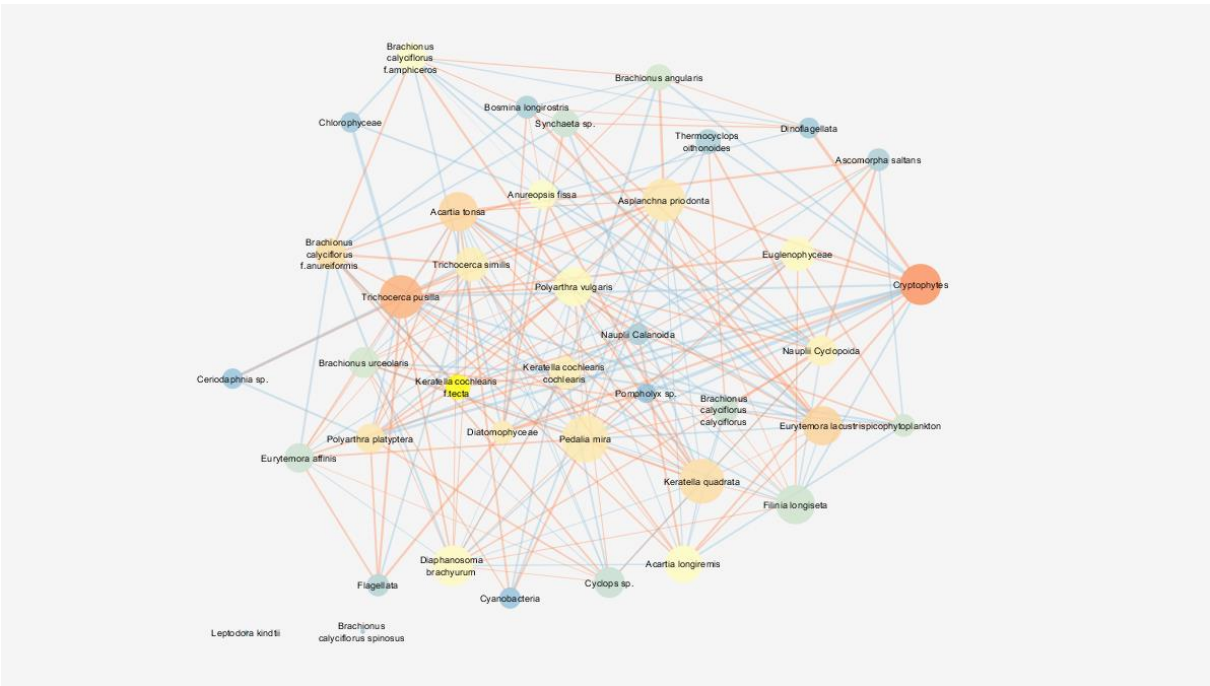 Brachionus
calyciflorus
f.amphiceros
Brachionus angularis
Bosmina longirostris
Chlorophyceae
Synchaeta sp.
Dinoflagellata
Thermocyclops
oithonoides
Ascomorpha saltans
Anureopsis fissa
Asplanchna priodonta
Acartia tonsa
Brachionus
calyciflorus
f.anureiformis
Trichocerca similis
Euglenophyceae
Polyarthra vulgaris
Cryptophytes
Trichocerca pusilla
Nauplii Calanoida
Nauplii Cyclopoida
Brachionus urceolaris
Keratella cochlearis
cochlearis
Ceriodaphnia sp.
Keratella cochlearis
f.tecta
Pompholyx sp.
Brachionus
calyciflorus
calyciflorus
Eurytemora lacustris
picophytoplankton
Diatomophyceae
Polyarthra platyptera
Pedalia mira
Eurytemora affinis
Keratella quadrata
Filinia longiseta
Diaphanosoma
brachyurum
Acartia longiremis
Flagellata
Cyclops sp.
Cyanobacteria
Leptodora kindtii
Brachionus
calyciflorus spinosus